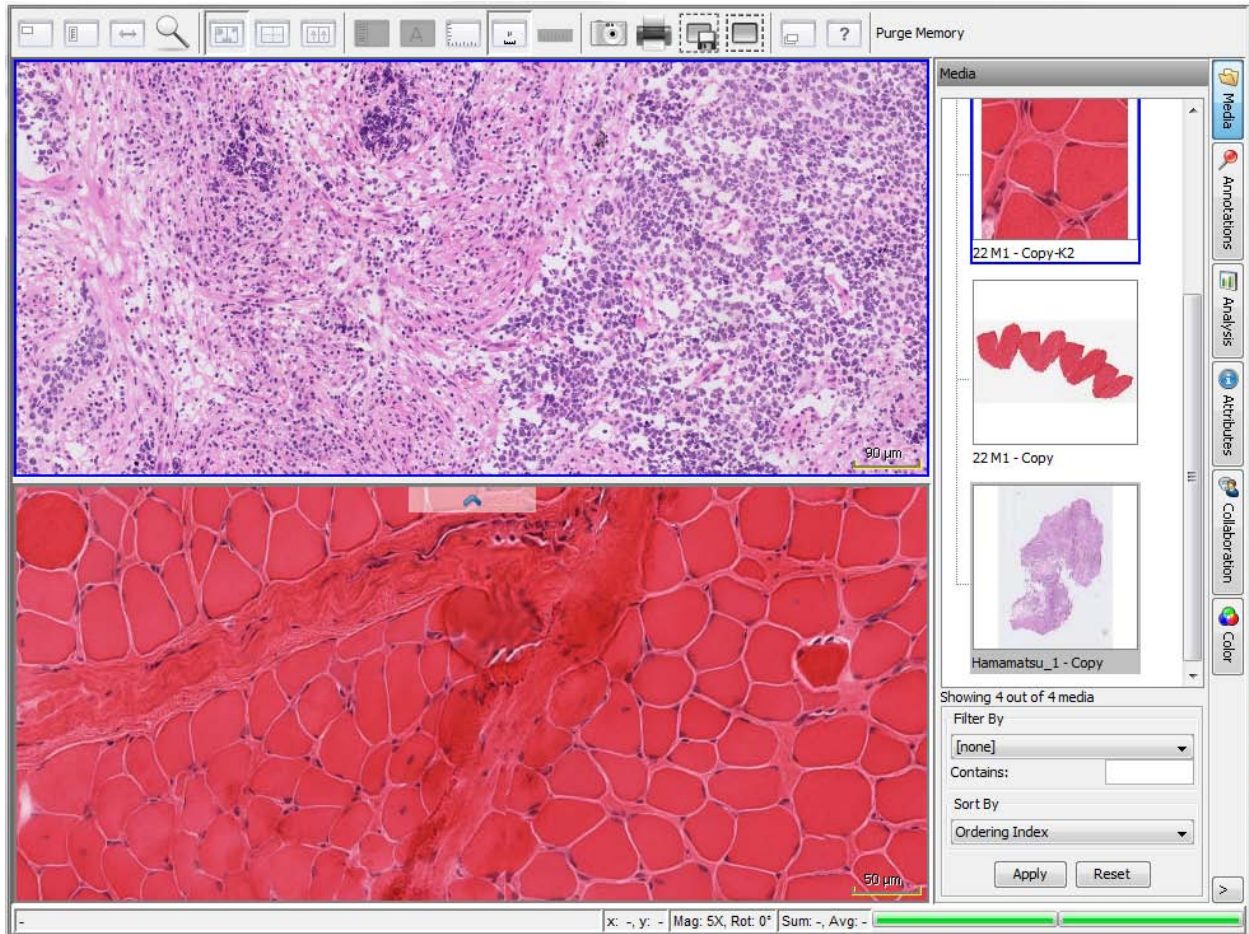 A
µ
?
Purge Memory
Media
22 M1 - Copy-K2
22 M1 - Copy
Hamamatsu_1 - Copy
Showing 4 out of 4 media
Filter By
[none]
Contains:
Sort By
Ordering Index
Apply
Reset
Media
Annotations
Analysis
Attributes
Collaboration
Color
>
90 µm
50 µm
-
x: -, y: -
Mag: 5X, Rot: 0°
Sum: -, Avg: -